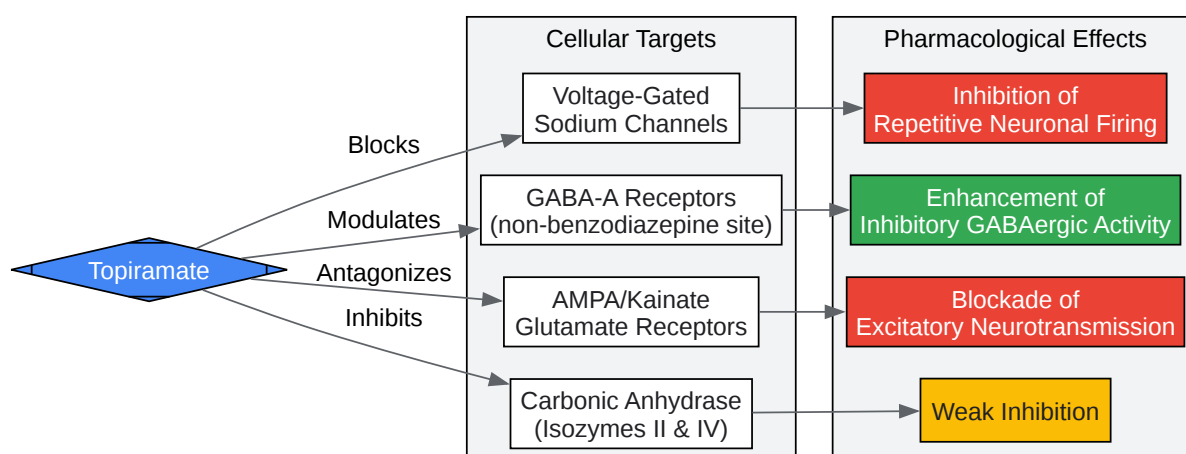 Cellular Targets
Pharmacological Effects
Voltage-Gated
Sodium Channels
Inhibition of
Repetitive Neuronal Firing
Blocks
GABA-A Receptors
(non-benzodiazepine site)
Enhancement of
Inhibitory GABAergic Activity
Modulates
Topiramate
Antagonizes
AMPA/Kainate
Glutamate Receptors
Blockade of
Excitatory Neurotransmission
Inhibits
Carbonic Anhydrase
(Isozymes II & IV)
Weak Inhibition